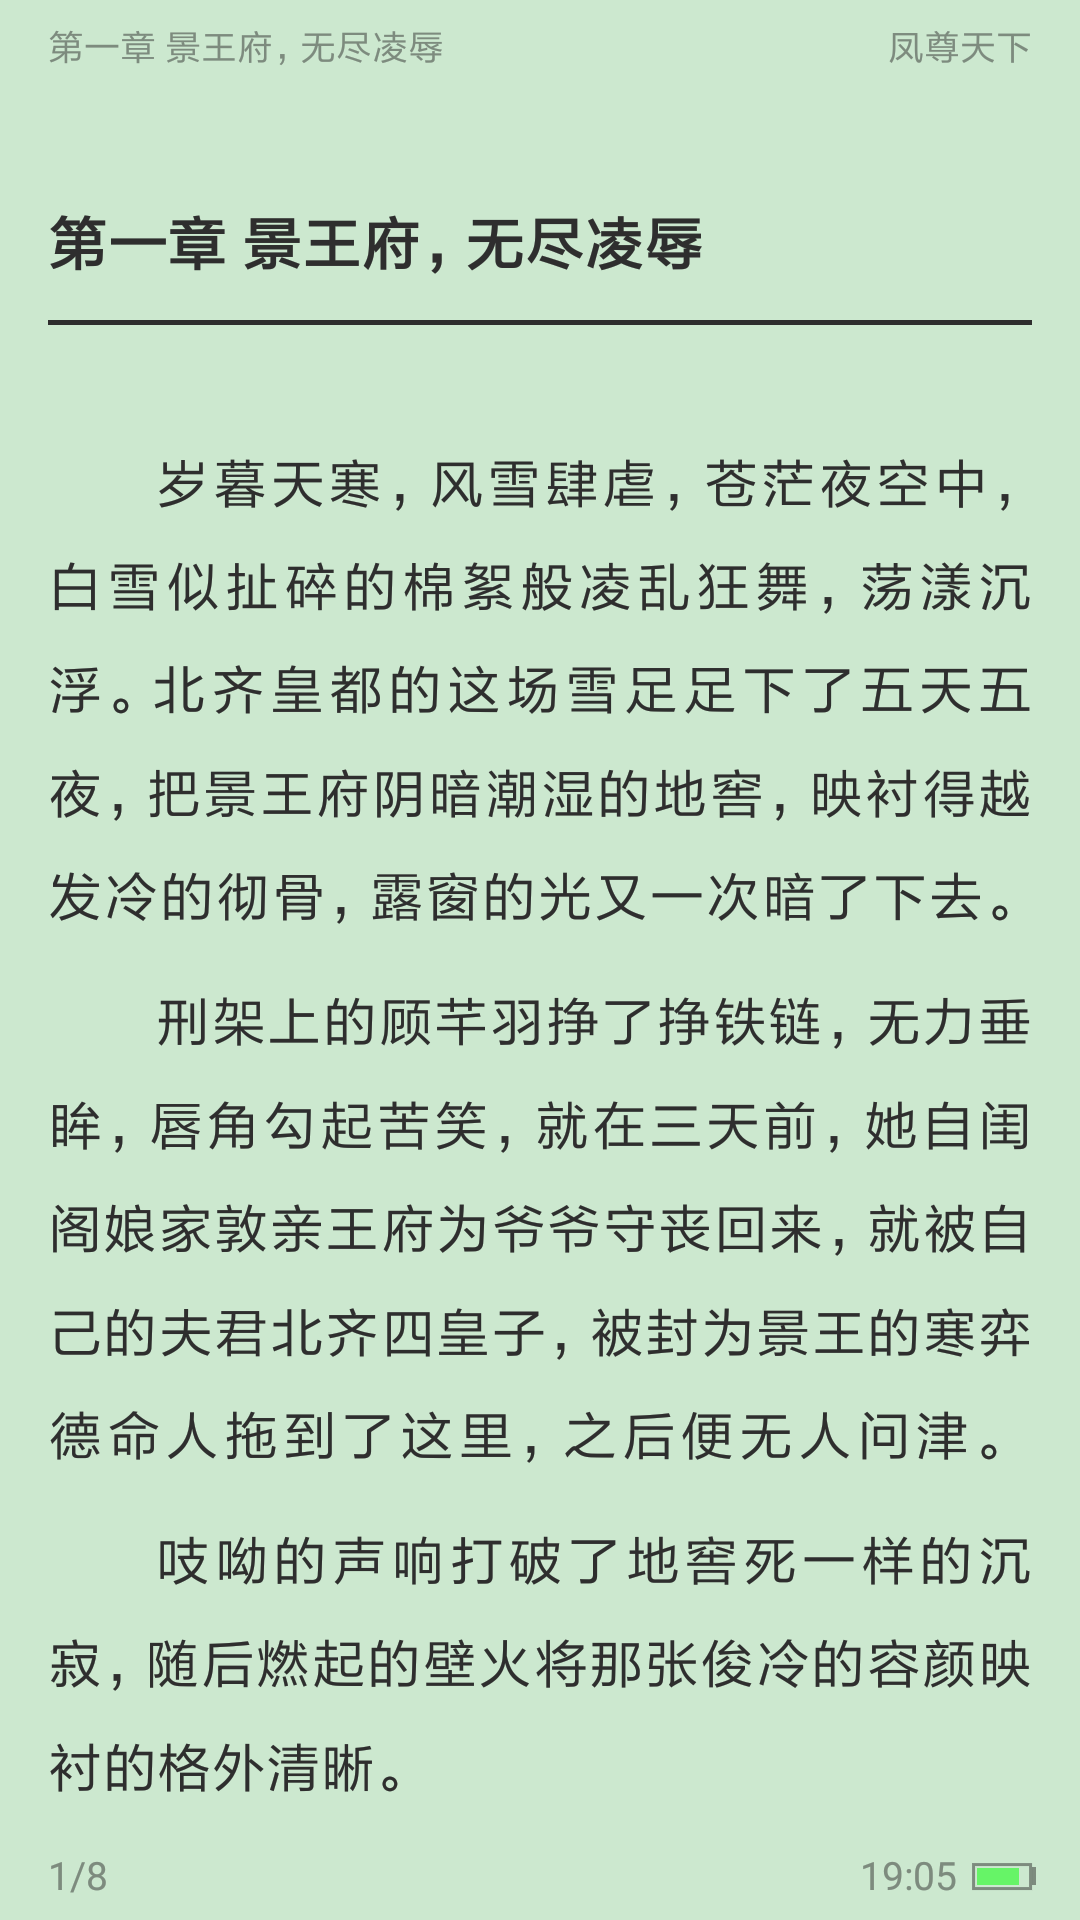 第一章 景王府，无尽凌辱
凤尊天下
第一章 景王府，无尽凌辱
岁暮天寒，风雪肆虐，苍茫夜空中，
白雪似扯碎的棉絮般凌乱狂舞，荡漾沉
浮。北齐皇都的这场雪足足下了五天五
夜，把景王府阴暗潮湿的地窖，映衬得越
发冷的彻骨，露窗的光又一次暗了下去。
刑架上的顾芊羽挣了挣铁链，无力垂
眸，唇角勾起苦笑，就在三天前，她自闺
阁娘家敦亲王府为爷爷守丧回来，就被自
己的夫君北齐四皇子，被封为景王的寒弈
德命人拖到了这里，之后便无人问津。
吱呦的声响打破了地窖死一样的沉
寂，随后燃起的壁火将那张俊冷的容颜映
衬的格外清晰。
1/8
19:05